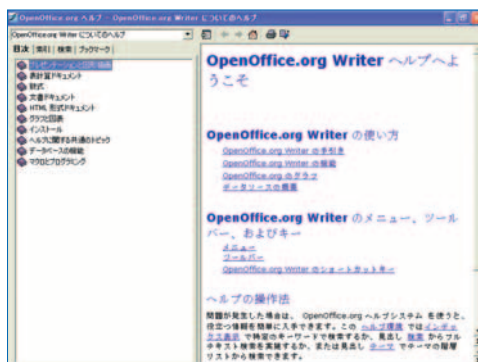 OpenOffice.org ヘルプ - OpenOffice.org Writer についてのヘルプ
OpenOffice.org Writer についてのヘルプ
目次 索引 検索 ブックマーク
プレゼンテーションと図形描画
表計算ドキュメント
数式
文書ドキュメント
HTML 形式ドキュメント
グラフと図表
インストール
ヘルプに関する共通のトピック
データベースの機能
マクロとプログラミング
OpenOffice.org Writer ヘルプへよ
うこそ
OpenOffice.org Writer の使い方
OpenOffice.org Writer の手引き
OpenOffice.org Writer の機能
OpenOffice.org のグラフ
データソースの概要
OpenOffice.org Writer のメニュー、ツール
バー、およびキー
メニュー
ツールバー
OpenOffice.org Writer のショートカットキー
ヘルプの操作法
問題が発生した場合は、 OpenOffice.org ヘルプシステム を使うと、
役立つ情報を簡単に入手できます。この ヘルプ環境 ではインデッ
クス表示 で特定のキーワードで検索するか、見出し 検索 からフル
テキスト検索を実施するか、または見出し テーマ でテーマの階層
リストから検索できます。